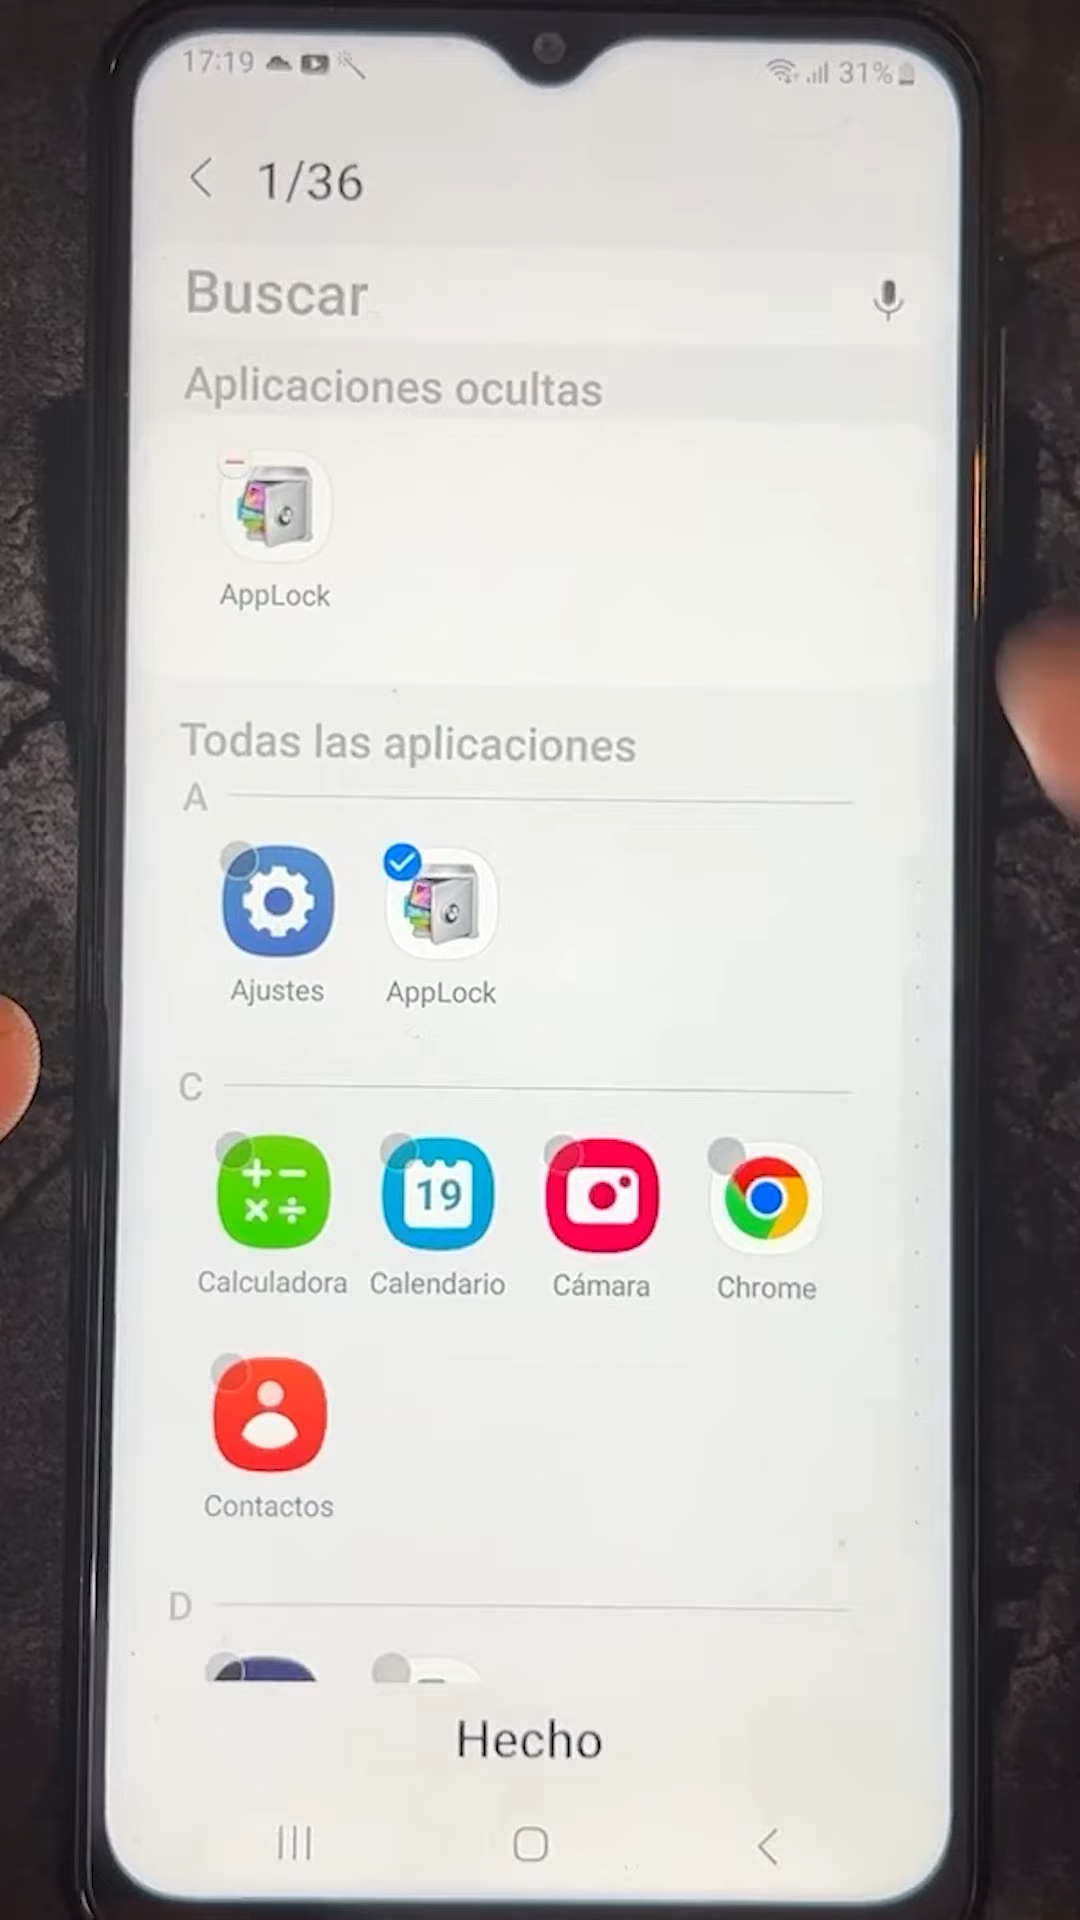 17:19
31%
1/36
Buscar
Aplicaciones ocultas
AppLock
Todas las aplicaciones
A
Ajustes AppLock
C
19
Calculadora Calendario Cámara Chrome
Contactos
D
Hecho